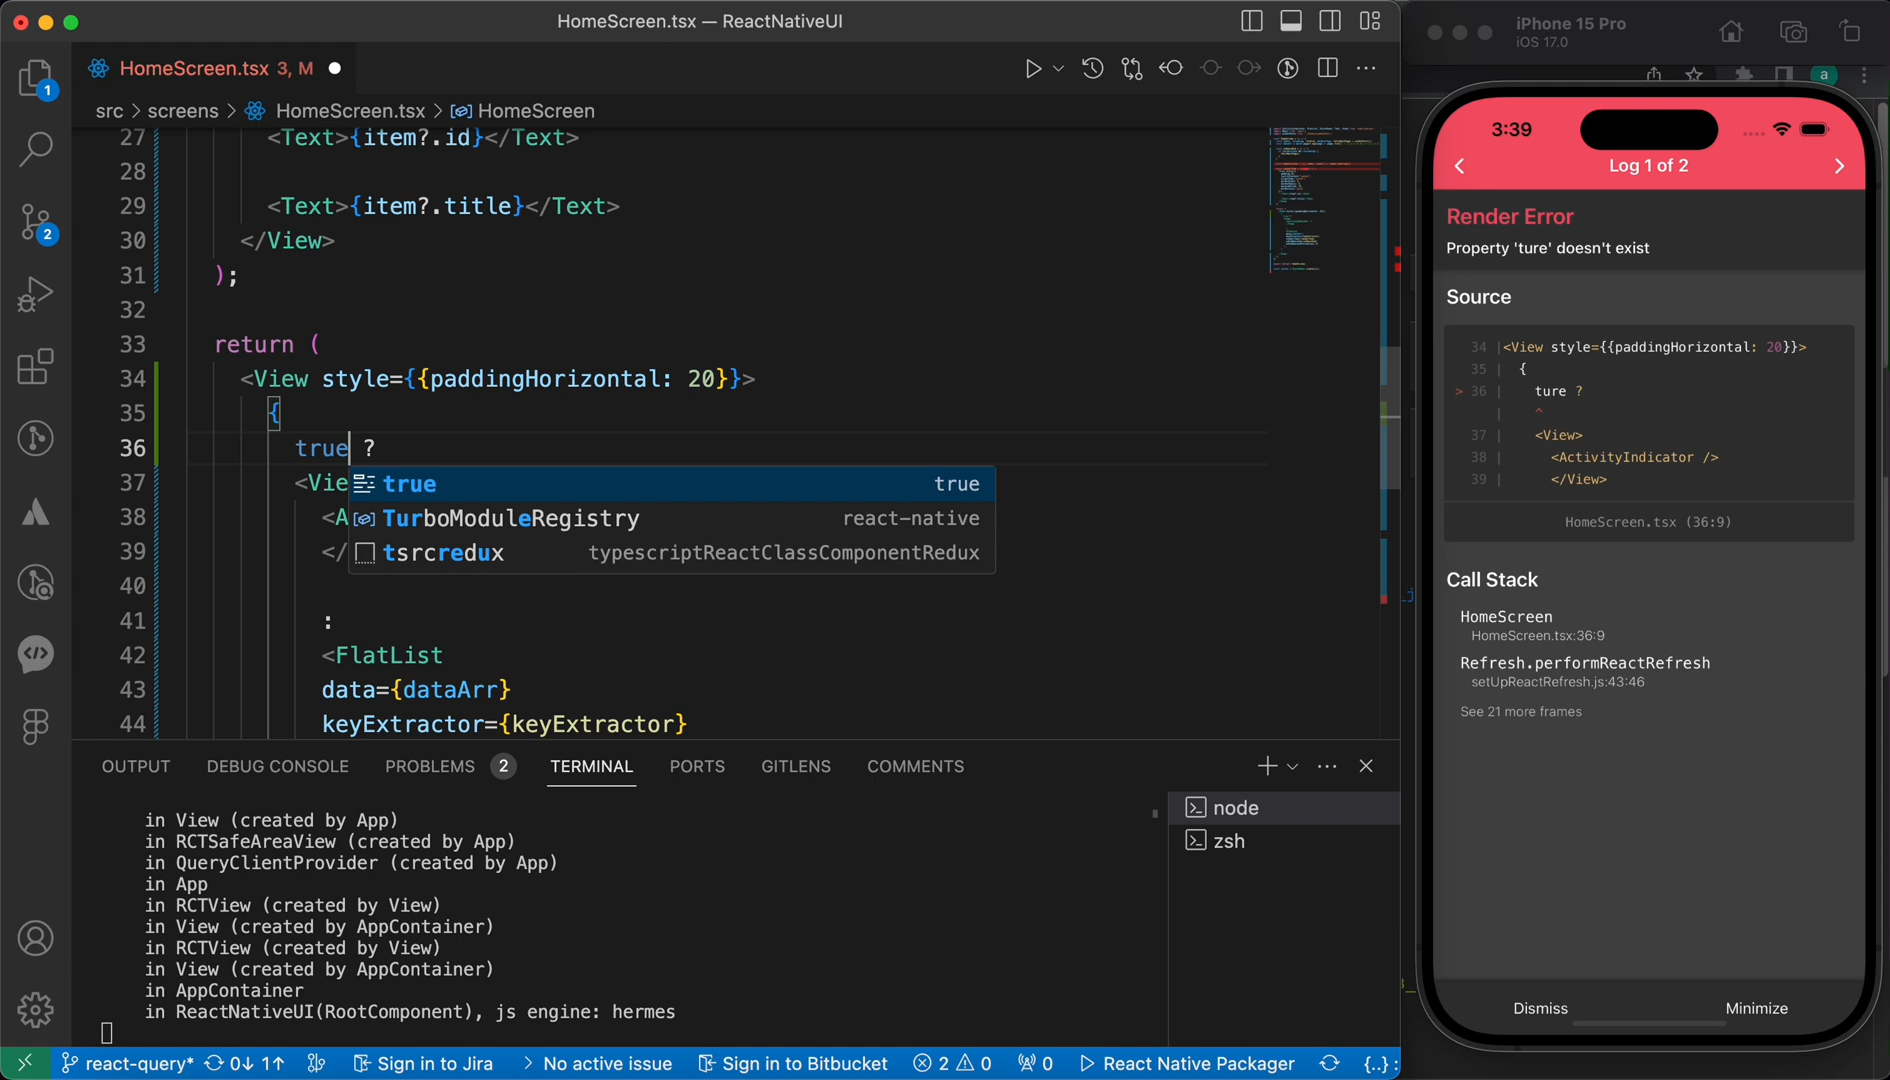 HomeScreen.tsx — ReactNativeUI
1
HomeScreen.tsx 3, M
src > screens > HomeScreen.tsx > HomeScreen
2
27 <Text>{item?.id}</Text>
28
29 <Text>{item?.title}</Text>
30 </View>
31 );
32
33 return (
34 <View style={{paddingHorizontal: 20}}>
35 {
36 true ?
37 <Vie
38 <A
39 </
40
41 :
42 <FlatList
43 data={dataArr}
44 keyExtractor={keyExtractor}
true true
TurboModuleRegistry react-native
tsrcredux typescriptReactClassComponentRedux
OUTPUT DEBUG CONSOLE PROBLEMS 2 TERMINAL PORTS GITLENS COMMENTS
in View (created by App)
in RCTSafeAreaView (created by App)
in QueryClientProvider (created by App)
in App
in RCTView (created by View)
in View (created by AppContainer)
in RCTView (created by View)
in View (created by AppContainer)
in AppContainer
in ReactNativeUI(RootComponent), js engine: hermes
node
zsh
react-query* 0↓ 1↑ Sign in to Jira > No active issue Sign in to Bitbucket 2 0 0 React Native Packager {..} :
iPhone 15 Pro
iOS 17.0
a
3:39
Log 1 of 2
Render Error
Property 'ture' doesn't exist
Source
34 |<View style={{paddingHorizontal: 20}}>
35 | {
> 36 | ture ?
| ^
37 | <View>
38 | <ActivityIndicator />
39 | </View>
HomeScreen.tsx (36:9)
Call Stack
HomeScreen
HomeScreen.tsx:36:9
Refresh.performReactRefresh
setUpReactRefresh.js:43:46
See 21 more frames
Dismiss Minimize